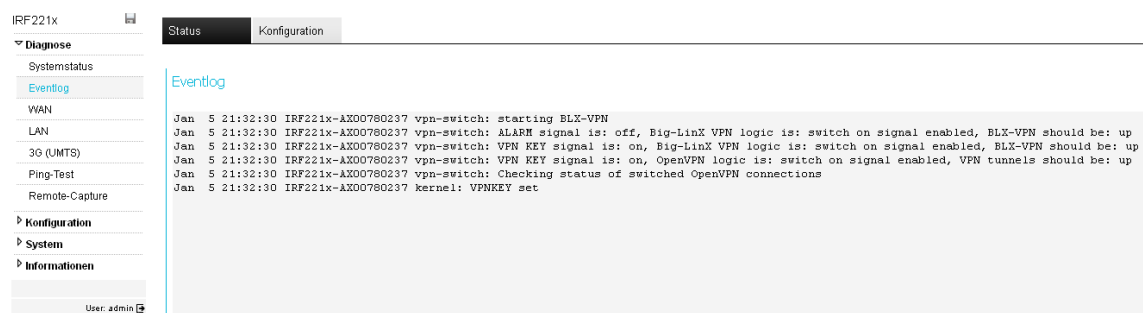 IRF221x
Diagnose
Systemstatus
Eventlog
WAN
LAN
3G (UMTS)
Ping-Test
Remote-Capture
Konfiguration
System
Informationen
User: admin
Status
Konfiguration
Eventlog
Jan  5 21:32:30 IRF221x-AX00780237 vpn-switch: starting BLX-VPN
Jan  5 21:32:30 IRF221x-AX00780237 vpn-switch: ALARM signal is: off, Big-LinX VPN logic is: switch on signal enabled, BLX-VPN should be: up
Jan  5 21:32:30 IRF221x-AX00780237 vpn-switch: VPN KEY signal is: on, Big-LinX VPN logic is: switch on signal enabled, BLX-VPN should be: up
Jan  5 21:32:30 IRF221x-AX00780237 vpn-switch: VPN KEY signal is: on, OpenVPN logic is: switch on signal enabled, VPN tunnels should be: up
Jan  5 21:32:30 IRF221x-AX00780237 vpn-switch: Checking status of switched OpenVPN connections
Jan  5 21:32:30 IRF221x-AX00780237 kernel: VPNKEY set